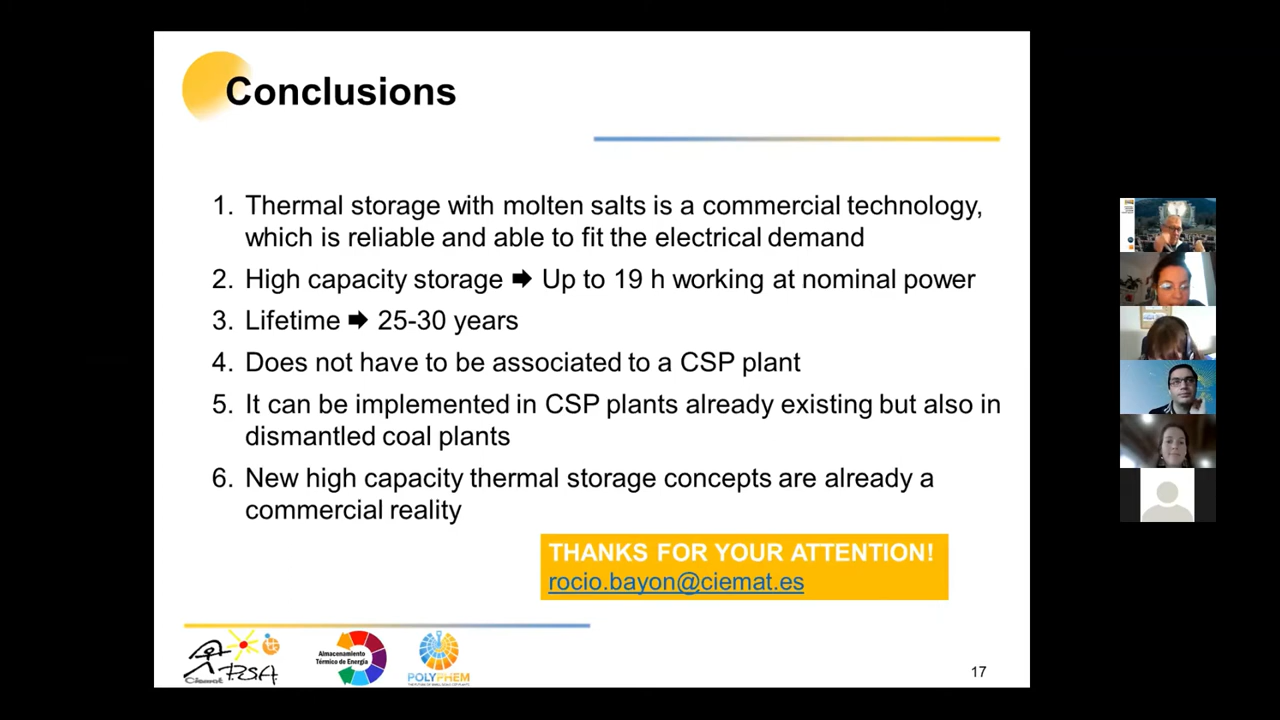 Conclusions
1. Thermal storage with molten salts is a commercial technology,
which is reliable and able to fit the electrical demand
2. High capacity storage 🡆 Up to 19 h working at nominal power
3. Lifetime 🡆 25-30 years
4. Does not have to be associated to a CSP plant
5. It can be implemented in CSP plants already existing but also in
dismantled coal plants
6. New high capacity thermal storage concepts are already a
commercial reality
THANKS FOR YOUR ATTENTION!
rocio.bayon@ciemat.es
Ciemat PSA
Almacenamiento
Térmico de Energía
POLYPHEM
17